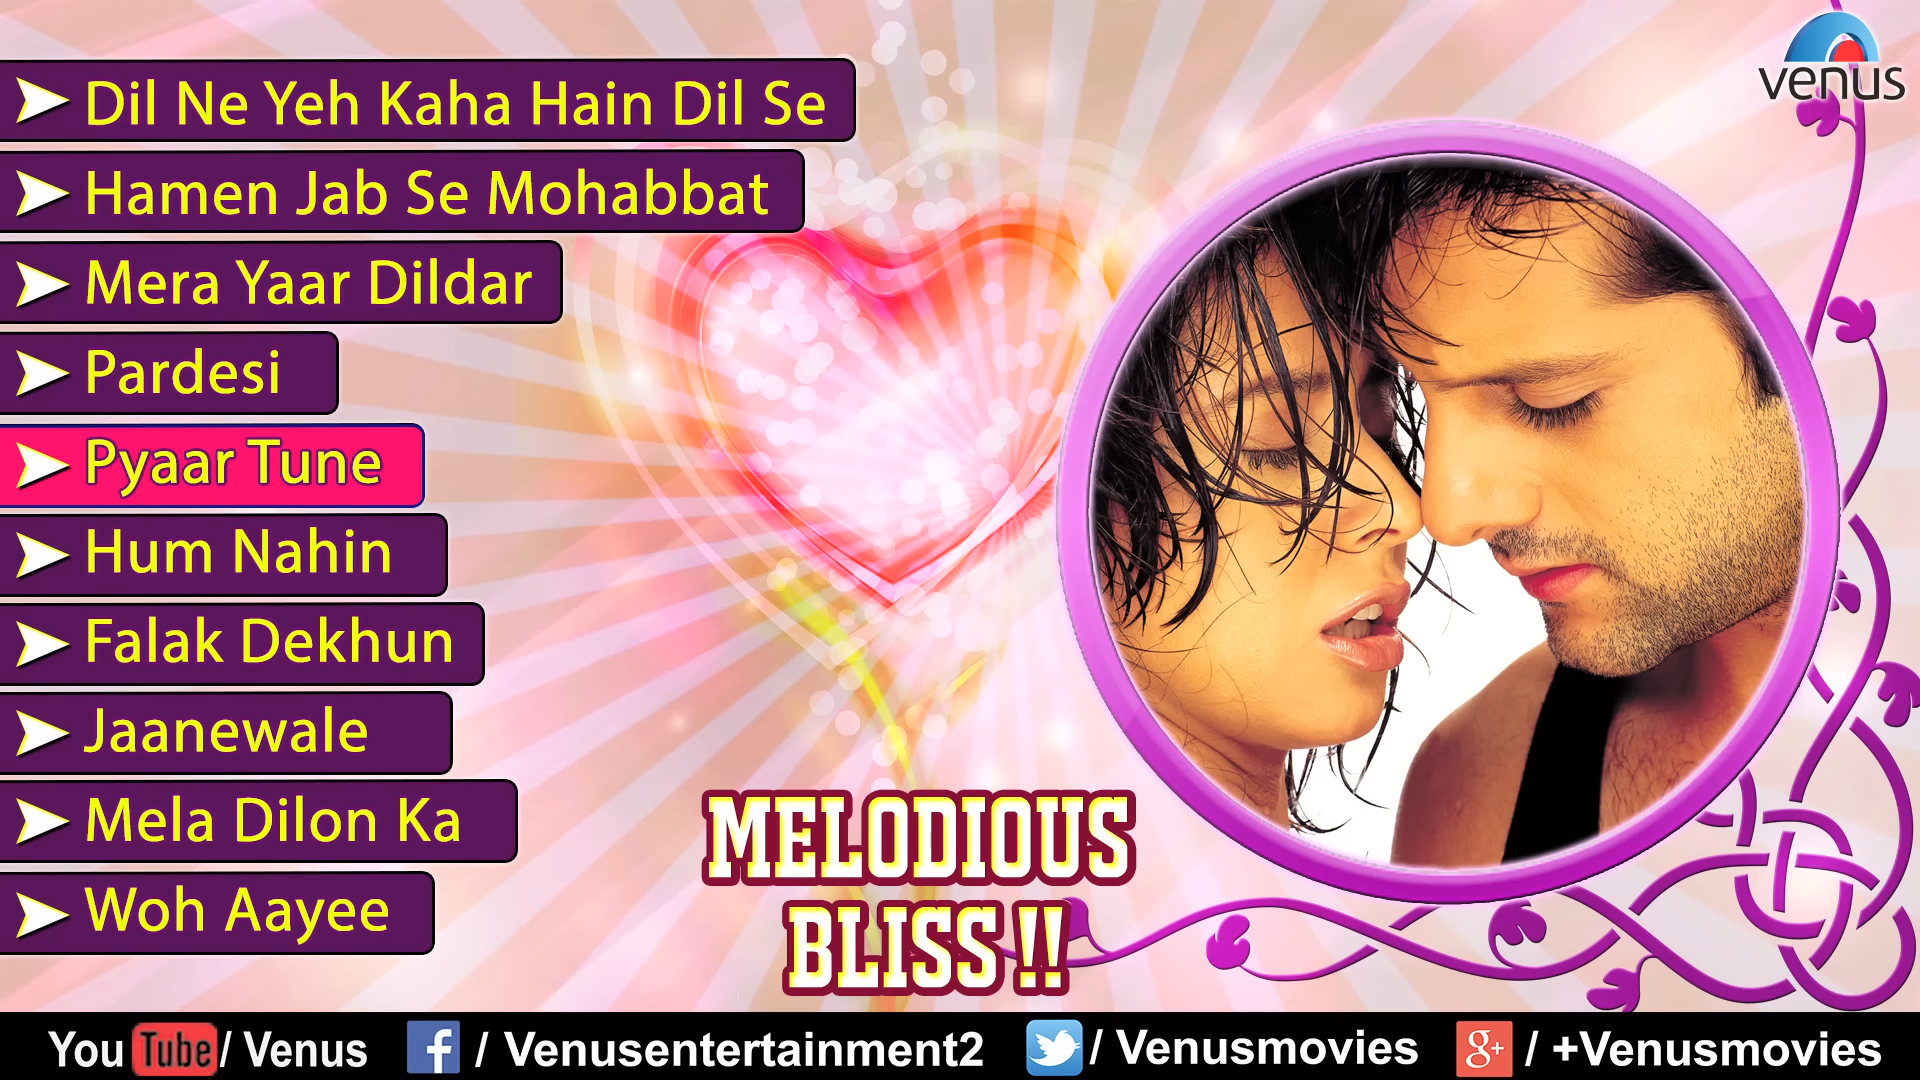 venus
Dil Ne Yeh Kaha Hain Dil Se
Hamen Jab Se Mohabbat
Mera Yaar Dildar
Pardesi
Pyaar Tune
Hum Nahin
Falak Dekhun
Jaanewale
Mela Dilon Ka
Woh Aayee
MELODIOUS
BLISS !!
You Tube / Venus f / Venusentertainment2 / Venusmovies g+ / +Venusmovies